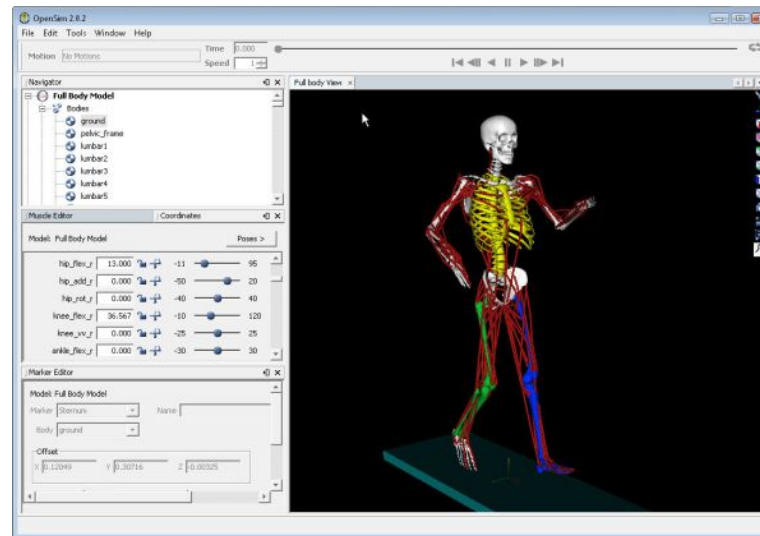 OpenSim 2.0.2
File Edit Tools Window Help
Motion No Motions Time 0.000
Speed 1
Navigator
Full Body Model
Bodies
ground
pelvic_frame
lumbar1
lumbar2
lumbar3
lumbar4
lumbar5
Full body View
Muscle Editor Coordinates
Model: Full Body Model Poses >
hip_flex_r 13.000 -11 95
hip_add_r 0.000 -50 20
hip_rot_r 0.000 -40 40
knee_flex_r 36.567 -10 120
knee_vv_r 0.000 -25 25
ankle_flex_r 0.000 -30 30
Marker Editor
Model: Full Body Model
Marker Sternum Name
Body ground
Offset
X 0.12049 Y 0.30716 Z -0.00325